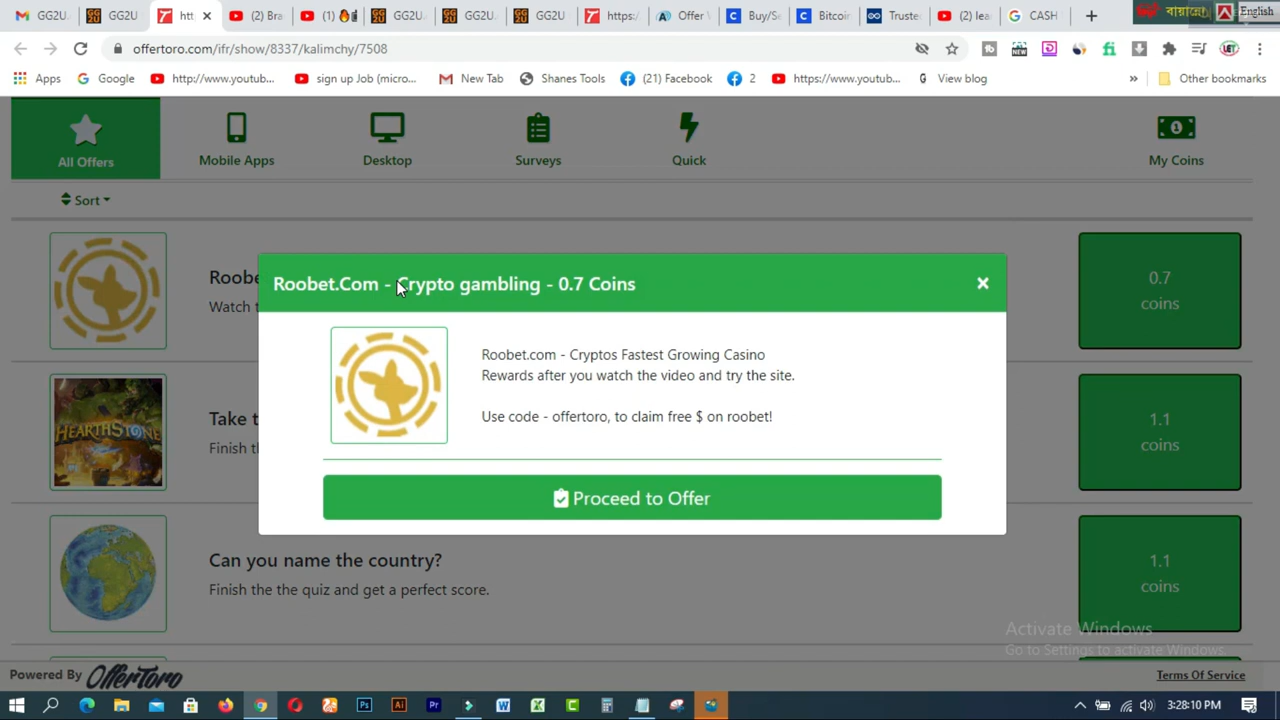 GG2U
GG2U
htt
(2) Bra
(1)
GG2U
GG2U
GG2U
https:/
Offer
Buy/Se
Bitcoin
Truste
(2) lea
CASH
বায়ান্নো
English
offertoro.com/ifr/show/8337/kalimchy/7508
NEW
Apps
Google
http://www.youtub...
sign up Job (micro...
New Tab
Shanes Tools
(21) Facebook
2
https://www.youtub...
View blog
»
Other bookmarks
All Offers
Mobile Apps
Desktop
Surveys
Quick
My Coins
Sort
Roobe
Watch t
0.7
coins
Roobet.Com - Crypto gambling - 0.7 Coins
Roobet.com - Cryptos Fastest Growing Casino
Rewards after you watch the video and try the site.
Use code - offertoro, to claim free $ on roobet!
Proceed to Offer
HEARTHSTONE
Take t
Finish th
1.1
coins
Can you name the country?
Finish the the quiz and get a perfect score.
1.1
coins
Activate Windows
Go to Settings to activate Windows.
Powered By OfferToro
Terms Of Service
3:28:10 PM